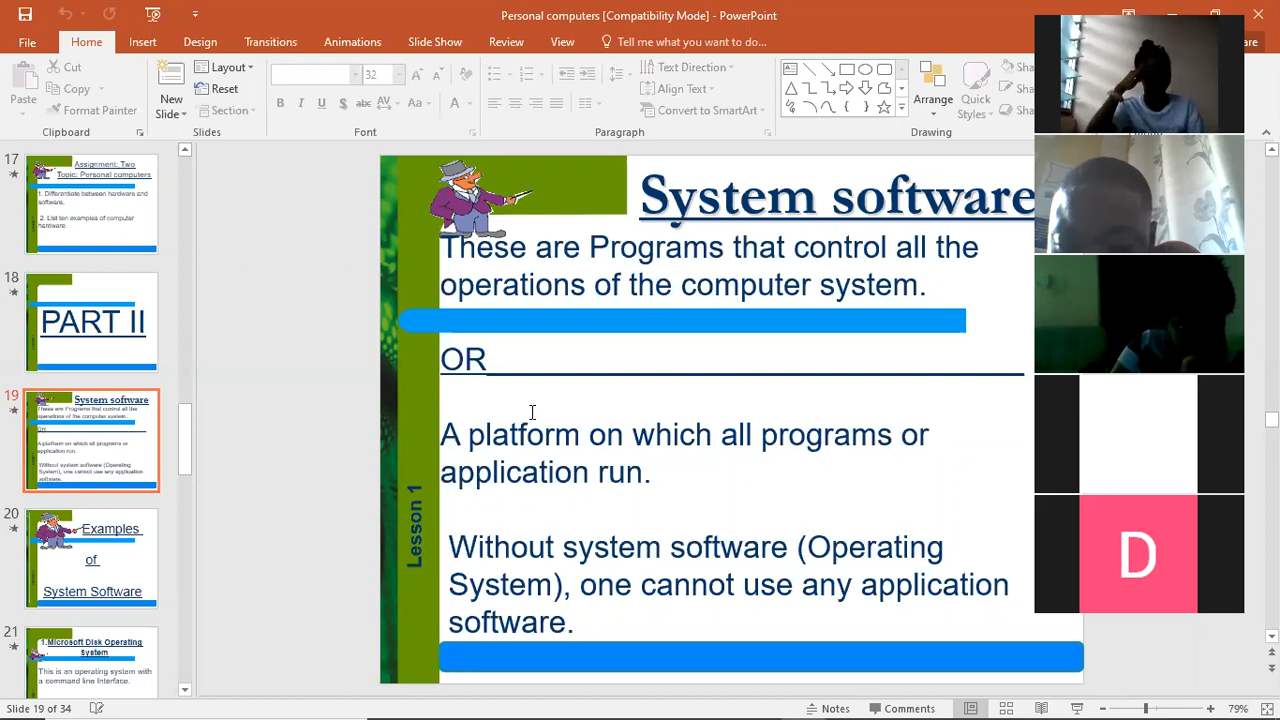 Personal computers [Compatibility Mode] - PowerPoint
File Home Insert Design Transitions Animations Slide Show Review View Tell me what you want to do...
Paste
Cut
Copy
Format Painter
Clipboard
New Slide
Layout
Reset
Section
Slides
32
B I U S abc AV Aa A
Font
Text Direction
Align Text
Convert to SmartArt
Paragraph
Arrange
Quick Styles
Drawing
17
Assignment: Two
Topic: Personal computers
1. Differentiate between hardware and
software.
2. List ten examples of computer
hardware.
18
PART II
19
System software
These are Programs that control all the
operations of the computer system.
OR
A platform on which all programs or
application run.
Without system software (Operating
System), one cannot use any application
software.
20
Examples
of
System Software
21
1.Microsoft Disk Operating
System
This is an operating system with
a command line Interface.
System software
These are Programs that control all the
operations of the computer system.
OR
A platform on which all programs or
application run.
Without system software (Operating
System), one cannot use any application
software.
Lesson 1
D
Slide 19 of 34
Notes
Comments
79%